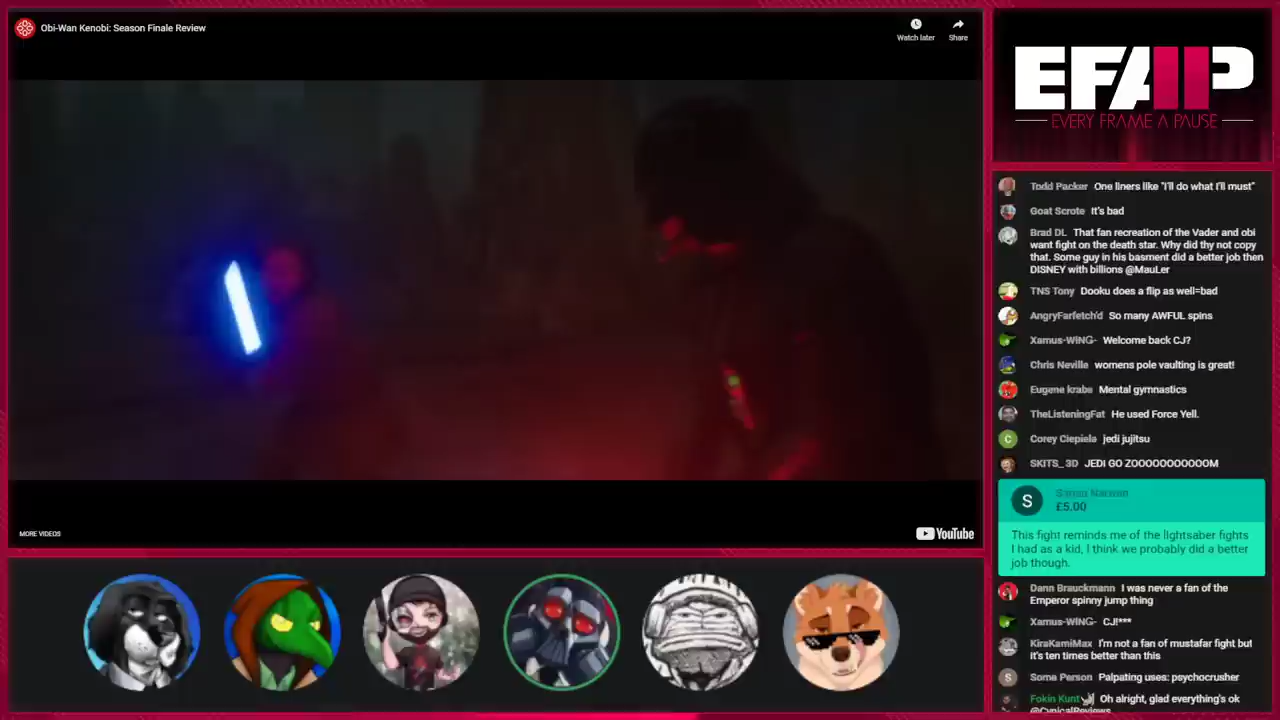 Obi-Wan Kenobi: Season Finale Review
Watch later
Share
MORE VIDEOS
YouTube
EFAP
EVERY FRAME A PAUSE
Todd Packer One liners like "I'll do what I'll must"
Goat Scrote It's bad
Brad DL That fan recreation of the Vader and obi
want fight on the death star. Why did thy not copy
that. Some guy in his basment did a better job then
DISNEY with billions @MauLer
TNS Tony Dooku does a flip as well=bad
AngryFarfetch'd So many AWFUL spins
Xamus-WING- Welcome back CJ?
Chris Neville womens pole vaulting is great!
Eugene krabs Mental gymnastics
TheListeningFat He used Force Yell.
C
Corey Ciepiela jedi jujitsu
SKITS_3D JEDI GO ZOOOOOOOOOOM
S
£5.00
This fight reminds me of the lightsaber fights
I had as a kid, I think we probably did a better
job though.
Dann Brauckmann I was never a fan of the
Emperor spinny jump thing
Xamus-WING- CJ!***
KiraKamiMax I'm not a fan of mustafar fight but
it's ten times better than this
S
Some Person Palpating uses: psychocrusher
Fokin Kunt Oh alright, glad everything's ok
@CynicalReviews